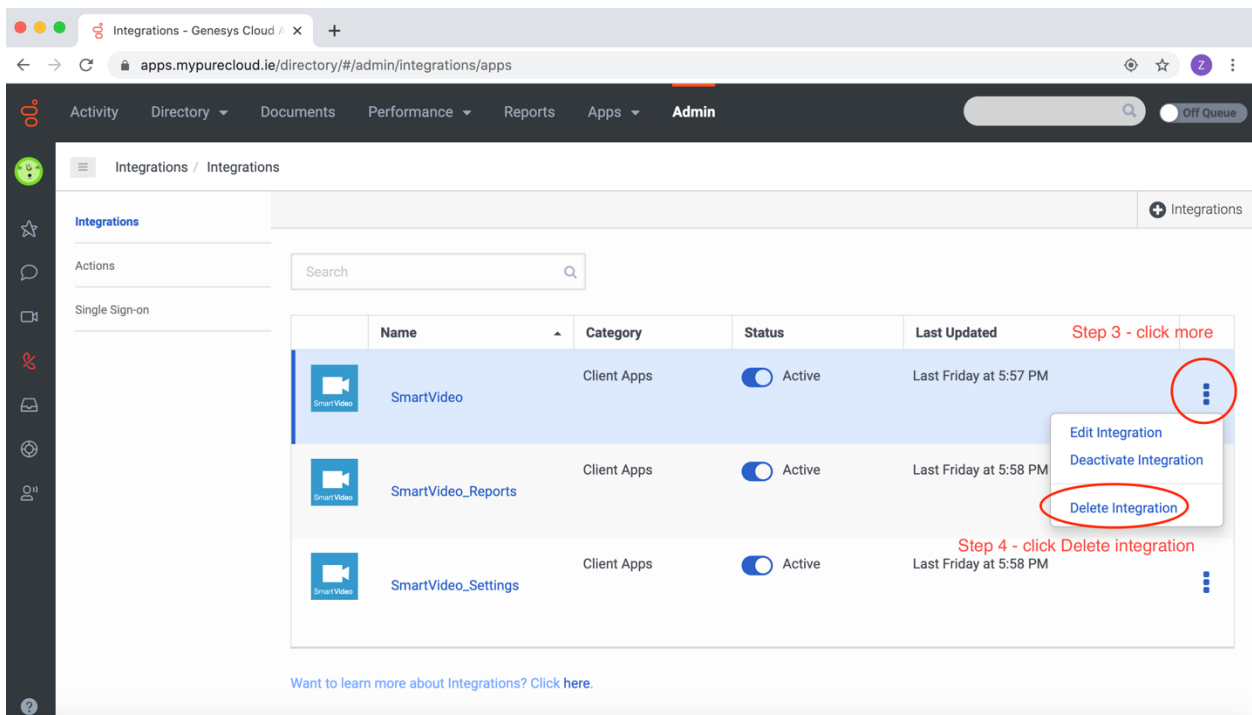 Integrations - Genesys Cloud A
apps.mypurecloud.ie/directory/#/admin/integrations/apps
Z
Activity Directory Documents Performance Reports Apps Admin
Off Queue
Integrations / Integrations
Integrations
Integrations
Actions
Single Sign-on
Search
Name Category Status Last Updated
Step 3 - click more
SmartVideo
SmartVideo
Client Apps
Active
Last Friday at 5:57 PM
Edit Integration
Deactivate Integration
Delete Integration
SmartVideo
SmartVideo_Reports
Client Apps
Active
Last Friday at 5:58 PM
Step 4 - click Delete integration
SmartVideo
SmartVideo_Settings
Client Apps
Active
Last Friday at 5:58 PM
Want to learn more about Integrations? Click here.